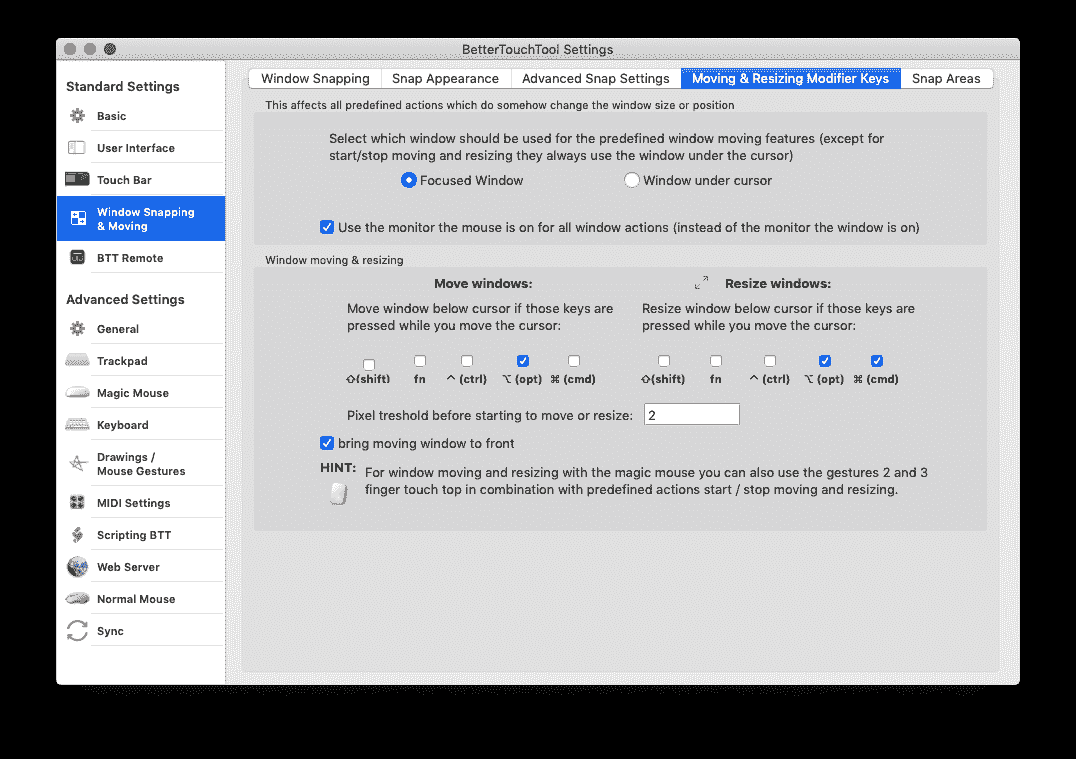 BetterTouchTool Settings
Standard Settings
Basic
User Interface
Touch Bar
Window Snapping
& Moving
BTT Remote
Advanced Settings
General
Trackpad
Magic Mouse
Keyboard
Drawings /
Mouse Gestures
MIDI Settings
Scripting BTT
Web Server
Normal Mouse
Sync
Window Snapping Snap Appearance Advanced Snap Settings Moving & Resizing Modifier Keys Snap Areas
This affects all predefined actions which do somehow change the window size or position
Select which window should be used for the predefined window moving features (except for
start/stop moving and resizing they always use the window under the cursor)
Focused Window Window under cursor
Use the monitor the mouse is on for all window actions (instead of the monitor the window is on)
Window moving & resizing
Move windows:
Move window below cursor if those keys are
pressed while you move the cursor:
⇧(shift) fn ^ (ctrl) ⌥ (opt) ⌘ (cmd)
Resize windows:
Resize window below cursor if those keys are
pressed while you move the cursor:
⇧(shift) fn ^ (ctrl) ⌥ (opt) ⌘ (cmd)
Pixel treshold before starting to move or resize: 2
bring moving window to front
HINT: For window moving and resizing with the magic mouse you can also use the gestures 2 and 3
finger touch top in combination with predefined actions start / stop moving and resizing.